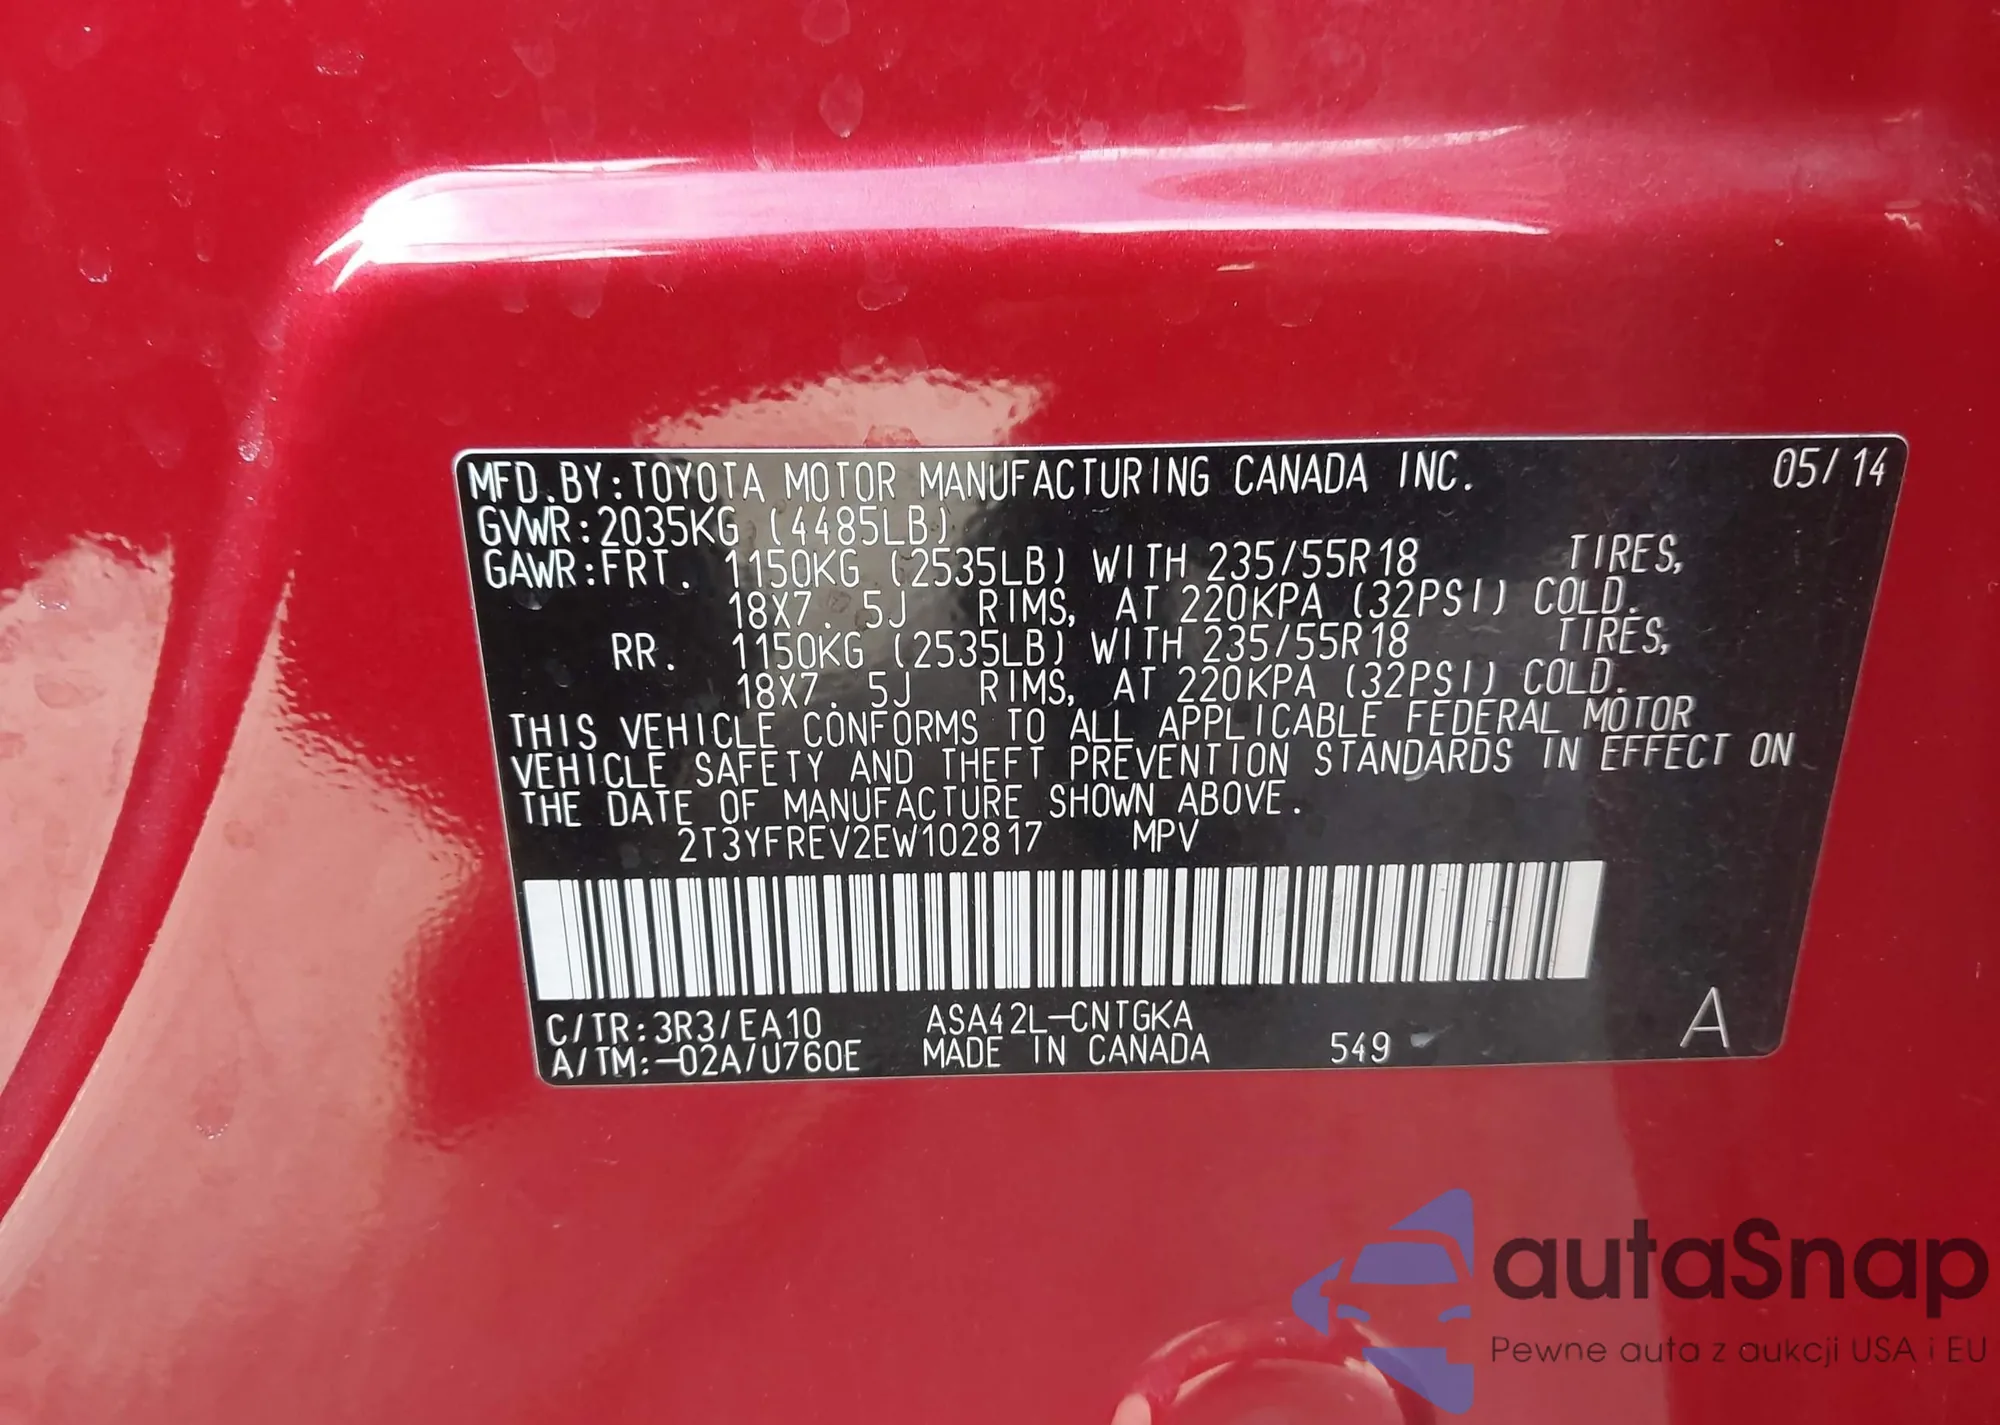 MFD.BY:TOYOTA MOTOR MANUFACTURING CANADA INC. 05/14
GVWR:2035KG (4485LB)
GAWR:FRT. 1150KG (2535LB) WITH 235/55R18 TIRES,
18X7.5J RIMS, AT 220KPA (32PSI) COLD.
RR. 1150KG (2535LB) WITH 235/55R18 TIRES,
18X7.5J RIMS, AT 220KPA (32PSI) COLD.
THIS VEHICLE CONFORMS TO ALL APPLICABLE FEDERAL MOTOR
VEHICLE SAFETY AND THEFT PREVENTION STANDARDS IN EFFECT ON
THE DATE OF MANUFACTURE SHOWN ABOVE.
2T3YFREV2EW102817 MPV
C/TR:3R3/EA10 ASA42L-CNTGKA
A/TM:-02A/U760E MADE IN CANADA 549 A
autaSnap
Pewne auta z aukcji USA i EU